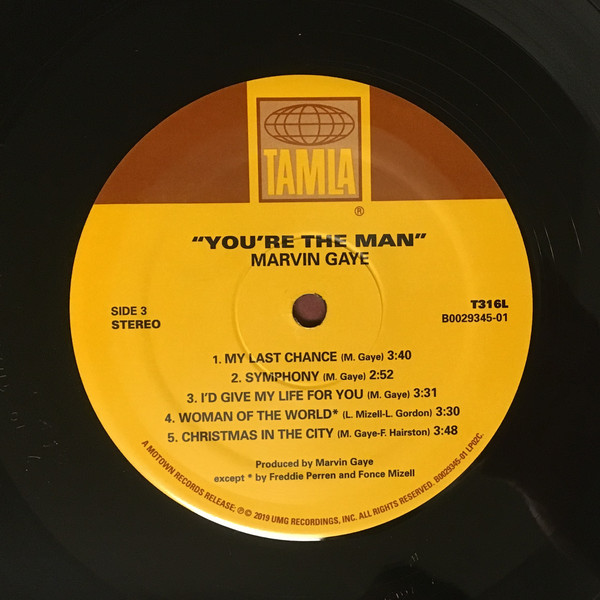 TAMLA
®
"YOU'RE THE MAN"
MARVIN GAYE
SIDE 3
STEREO
T316L
B0029345-01
1. MY LAST CHANCE (M. Gaye) 3:40
2. SYMPHONY (M. Gaye) 2:52
3. I'D GIVE MY LIFE FOR YOU (M. Gaye) 3:31
4. WOMAN OF THE WORLD* (L. Mizell-L. Gordon) 3:30
5. CHRISTMAS IN THE CITY (M. Gaye-F. Hairston) 3:48
Produced by Marvin Gaye
except * by Freddie Perren and Fonce Mizell
A MOTOWN RECORDS RELEASE; ℗© 2019 UMG RECORDINGS, INC. ALL RIGHTS RESERVED. B0029345-01 LP02C.